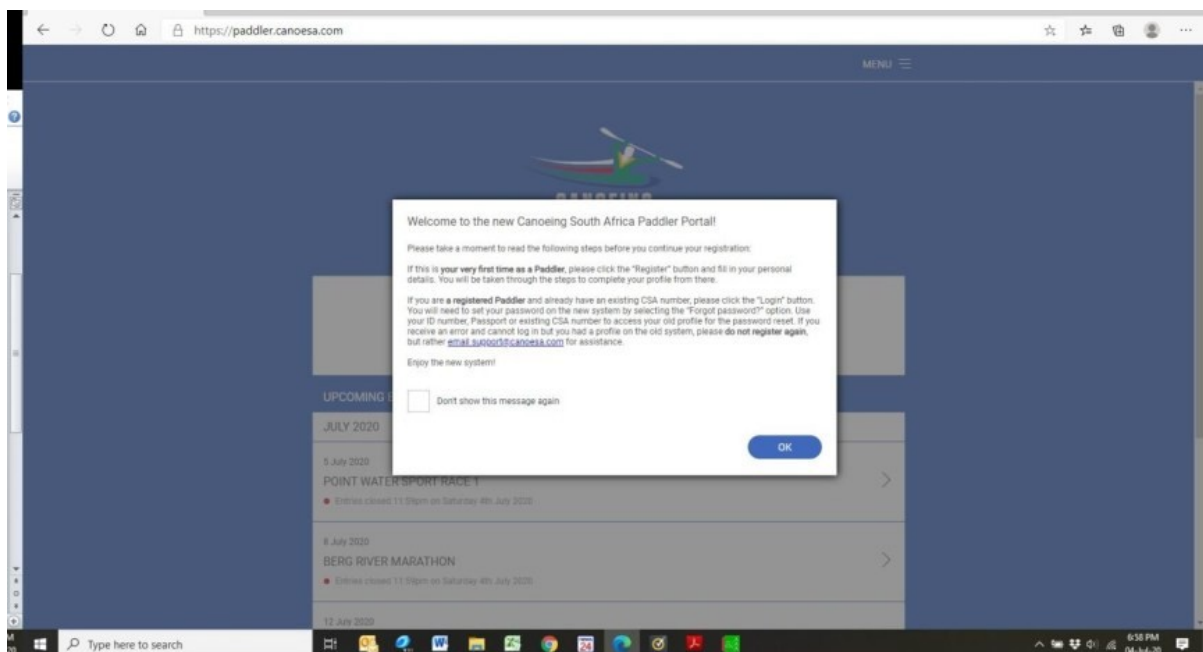 https://paddler.canoesa.com
MENU
CANOEING
Welcome to the new Canoeing South Africa Paddler Portal!
Please take a moment to read the following steps before you continue your registration:
If this is your very first time as a Paddler, please click the "Register" button and fill in your personal
details. You will be taken through the steps to complete your profile from there.
If you are a registered Paddler and already have an existing CSA number, please click the "Login" button.
You will need to set your password on the new system by selecting the "Forgot password?" option. Use
your ID number, Passport or existing CSA number to access your old profile for the password reset. If you
receive an error and cannot log in but you had a profile on the old system, please do not register again,
but rather email support@canoesa.com for assistance.
Enjoy the new system!
Don't show this message again
OK
UPCOMING
JULY 2020
5 July 2020
POINT WATER SPORT RACE 1
Entries closed 11:59pm on Saturday 4th July 2020
8 July 2020
BERG RIVER MARATHON
Entries closed 11:59pm on Saturday 4th July 2020
12 July 2020
Type here to search
24
6:58 PM
04-Jul-20